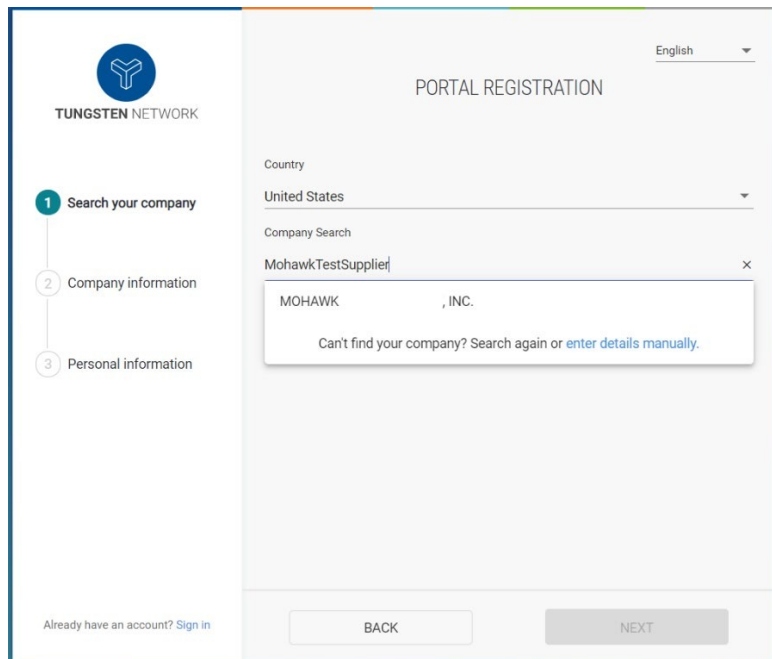 TUNGSTEN NETWORK
1 Search your company
2 Company information
3 Personal information
Already have an account? Sign in
English
PORTAL REGISTRATION
Country
United States
Company Search
MohawkTestSupplier ×
MOHAWK , INC.
Can't find your company? Search again or enter details manually.
BACK NEXT